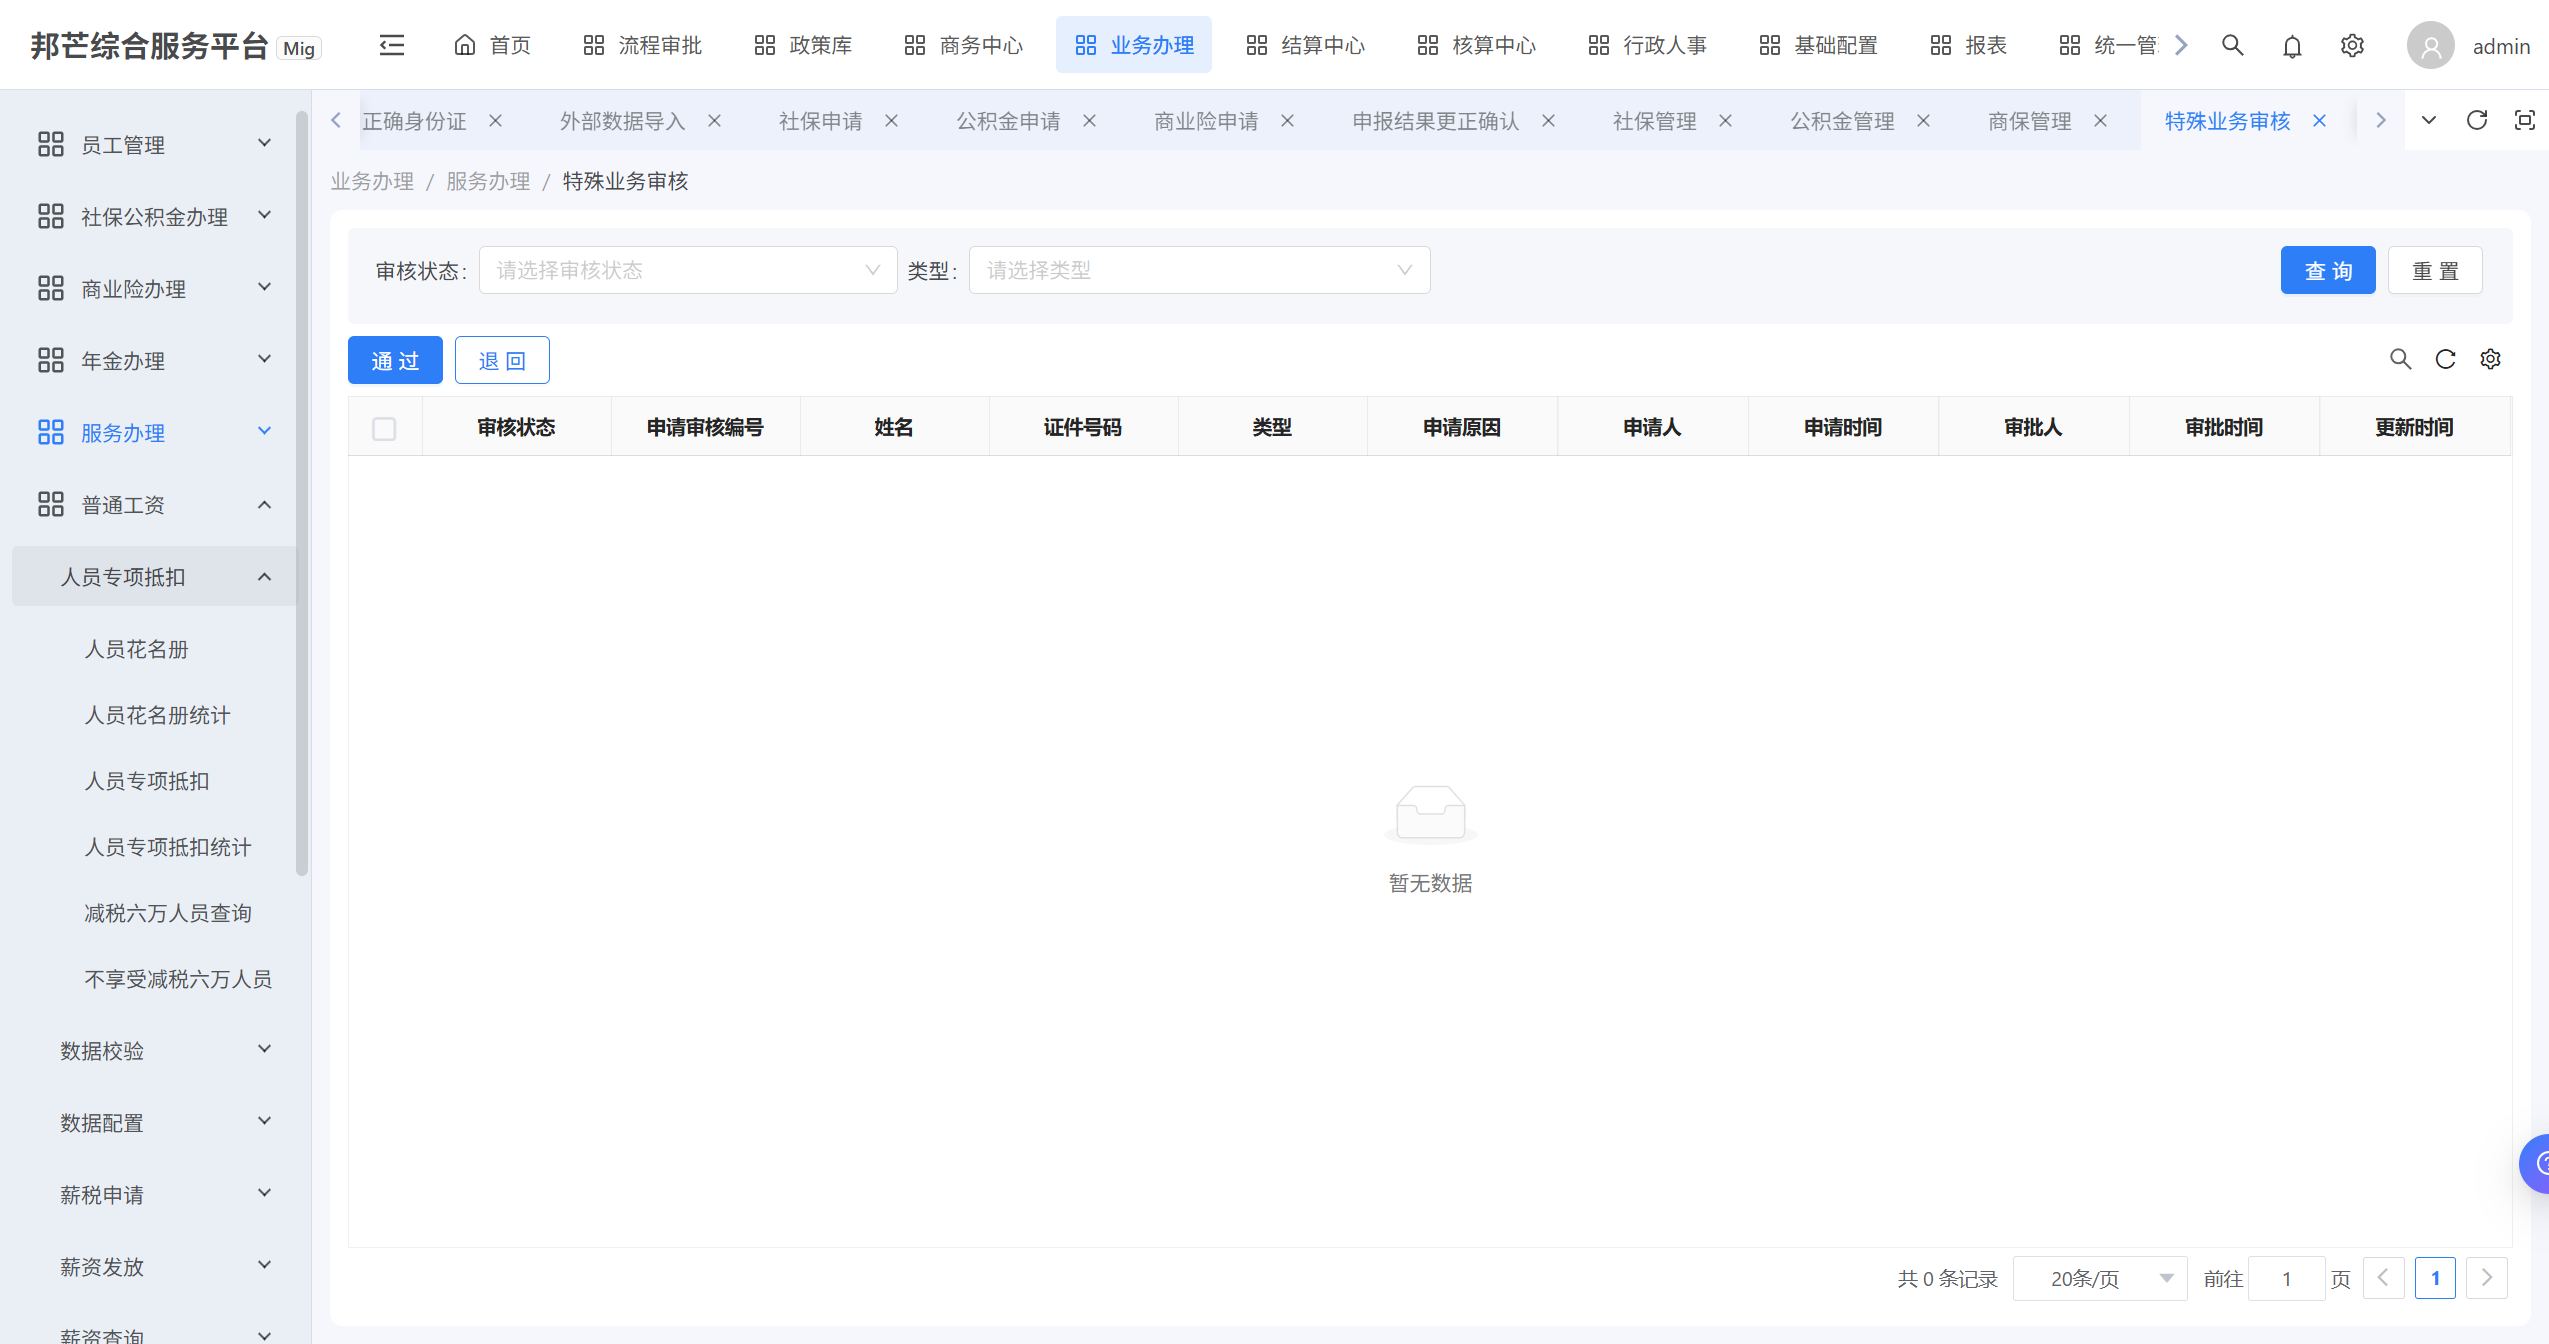 邦芒综合服务平台 Mig 首页 流程审批 政策库 商务中心 业务办理 结算中心 核算中心 行政人事 基础配置 报表 统一管 admin
正确身份证 外部数据导入 社保申请 公积金申请 商业险申请 申报结果更正确认 社保管理 公积金管理 商保管理 特殊业务审核
业务办理 / 服务办理 / 特殊业务审核
员工管理
社保公积金办理
商业险办理
年金办理
服务办理
普通工资
人员专项抵扣
人员花名册
人员花名册统计
人员专项抵扣
人员专项抵扣统计
减税六万人员查询
不享受减税六万人员
数据校验
数据配置
薪税申请
薪资发放
薪资查询
审核状态: 请选择审核状态 类型: 请选择类型 查 询 重 置
通 过 退 回
审核状态 申请审核编号 姓名 证件号码 类型 申请原因 申请人 申请时间 审批人 审批时间 更新时间
暂无数据
共 0 条记录 20条/页 前往 1 页 1